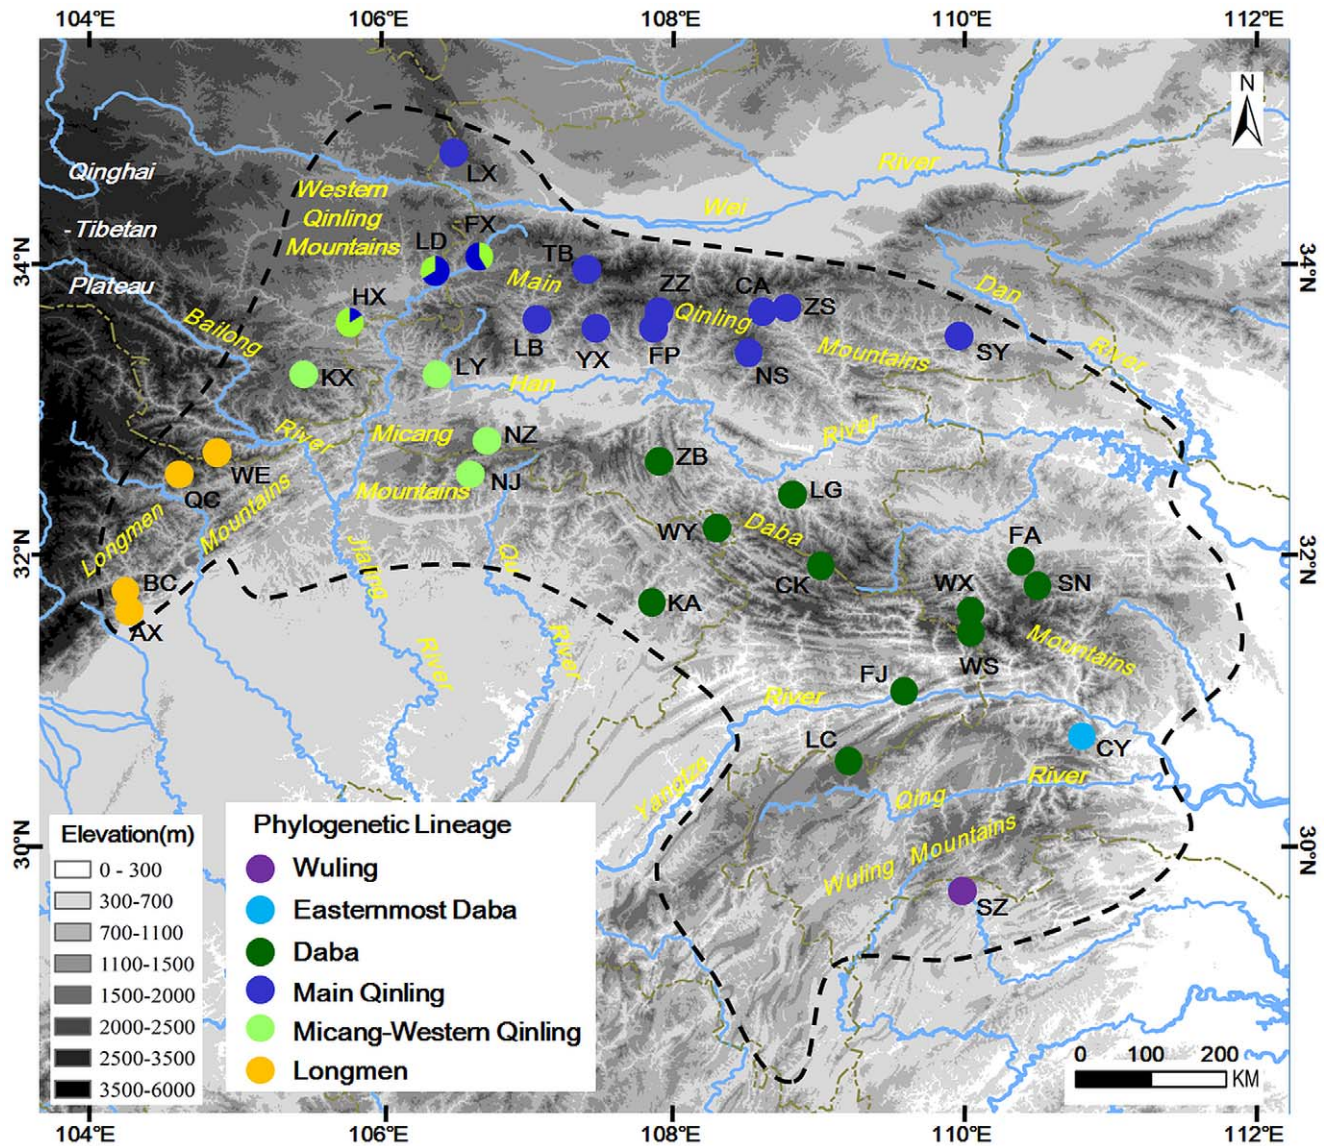 104°E 106°E 108°E 110°E 112°E
N
Qinghai
-Tibetan
Plateau
LX
River
Western
Qinling
Mountains
Wei
FX
LD
TB
34°N
34°N
Main
ZZ
CA
Dan
HX
Qinling
ZS
Bailong
LB
YX
FP
NS
Mountains
SY
River
KX
LY
Han
River
Micang
NZ
River
WE
ZB
QC
Mountains
NJ
LG
Longmen
Mountains
WY
Daba
FA
32°N
32°N
Jialing
Qu
BC
CK
WX
SN
AX
KA
Mountains
River
River
WS
FJ
River
LC
CY
Yangtze
River
Qing
Mountains
Wuling
SZ
30°N
30°N
Elevation(m)
0 - 300
300-700
700-1100
1100-1500
1500-2000
2000-2500
2500-3500
3500-6000
Phylogenetic Lineage
Wuling
Easternmost Daba
Daba
Main Qinling
Micang-Western Qinling
Longmen
0 100 200
KM
104°E 106°E 108°E 110°E 112°E